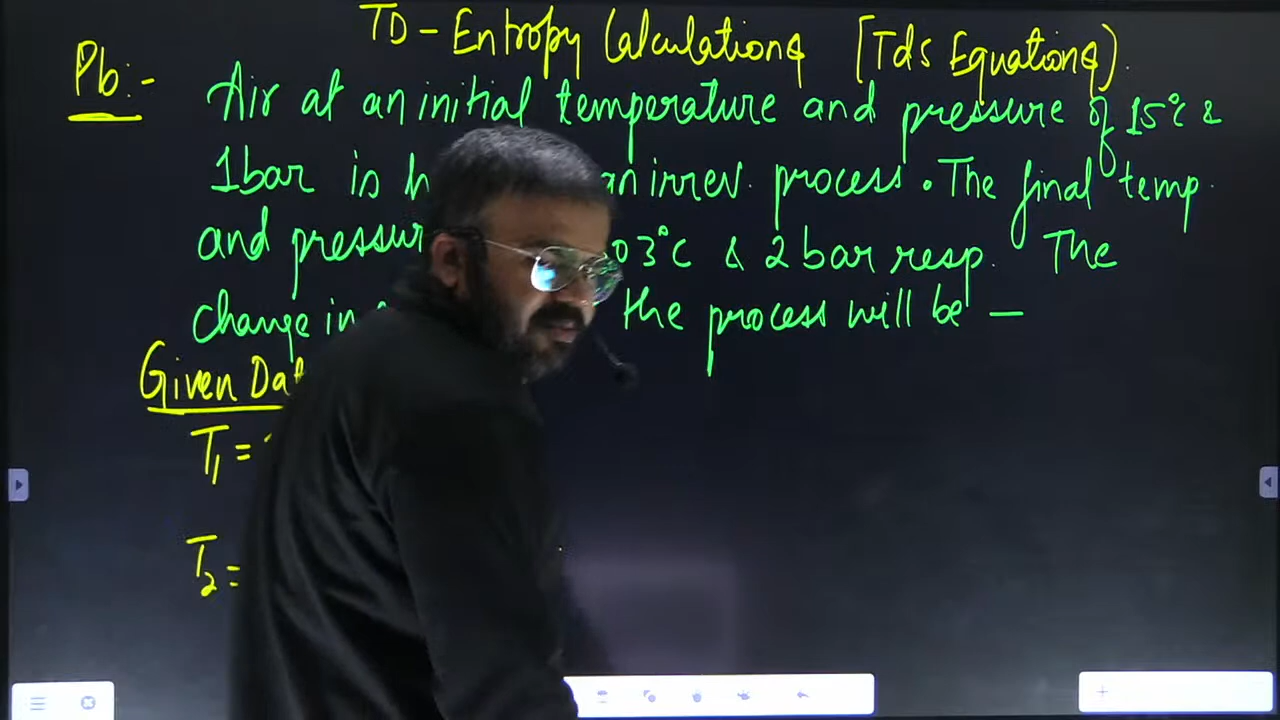 TD - Entropy Calculations [Tds Equations].
Pb:-
Air at an initial temperature and pressure of 15°C &
1bar is an irrev. process. The final temp.
and 03°C & 2 bar resp. The
change in the process will be —
Given
T₁ =
T₂ =